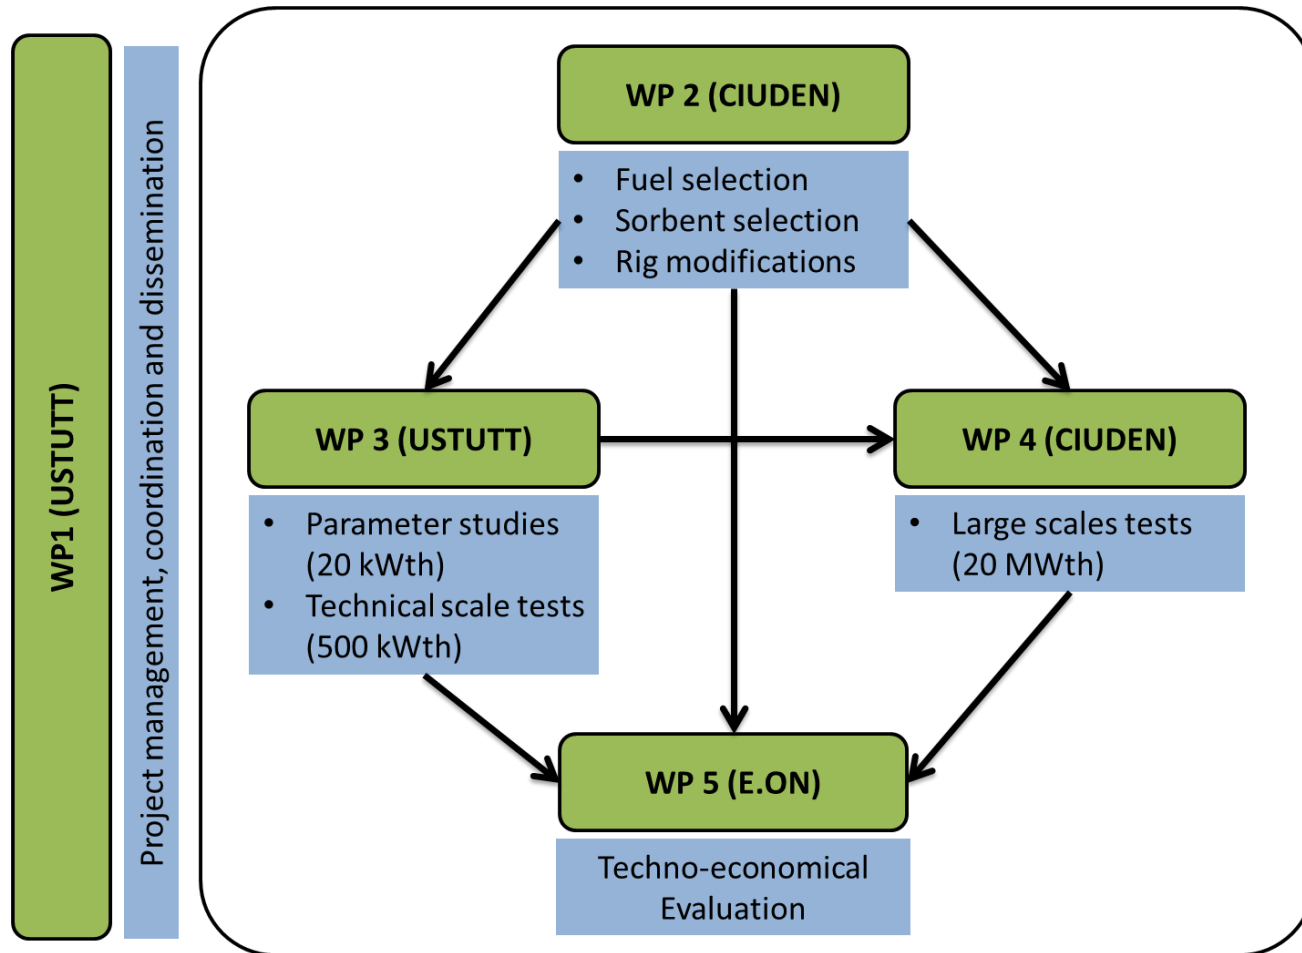 WP1 (USTUTT)
Project management, coordination and dissemination
WP 2 (CIUDEN)
• Fuel selection
• Sorbent selection
• Rig modifications
WP 3 (USTUTT)
• Parameter studies
(20 kWth)
• Technical scale tests
(500 kWth)
WP 4 (CIUDEN)
• Large scales tests
(20 MWth)
WP 5 (E.ON)
Techno-economical
Evaluation